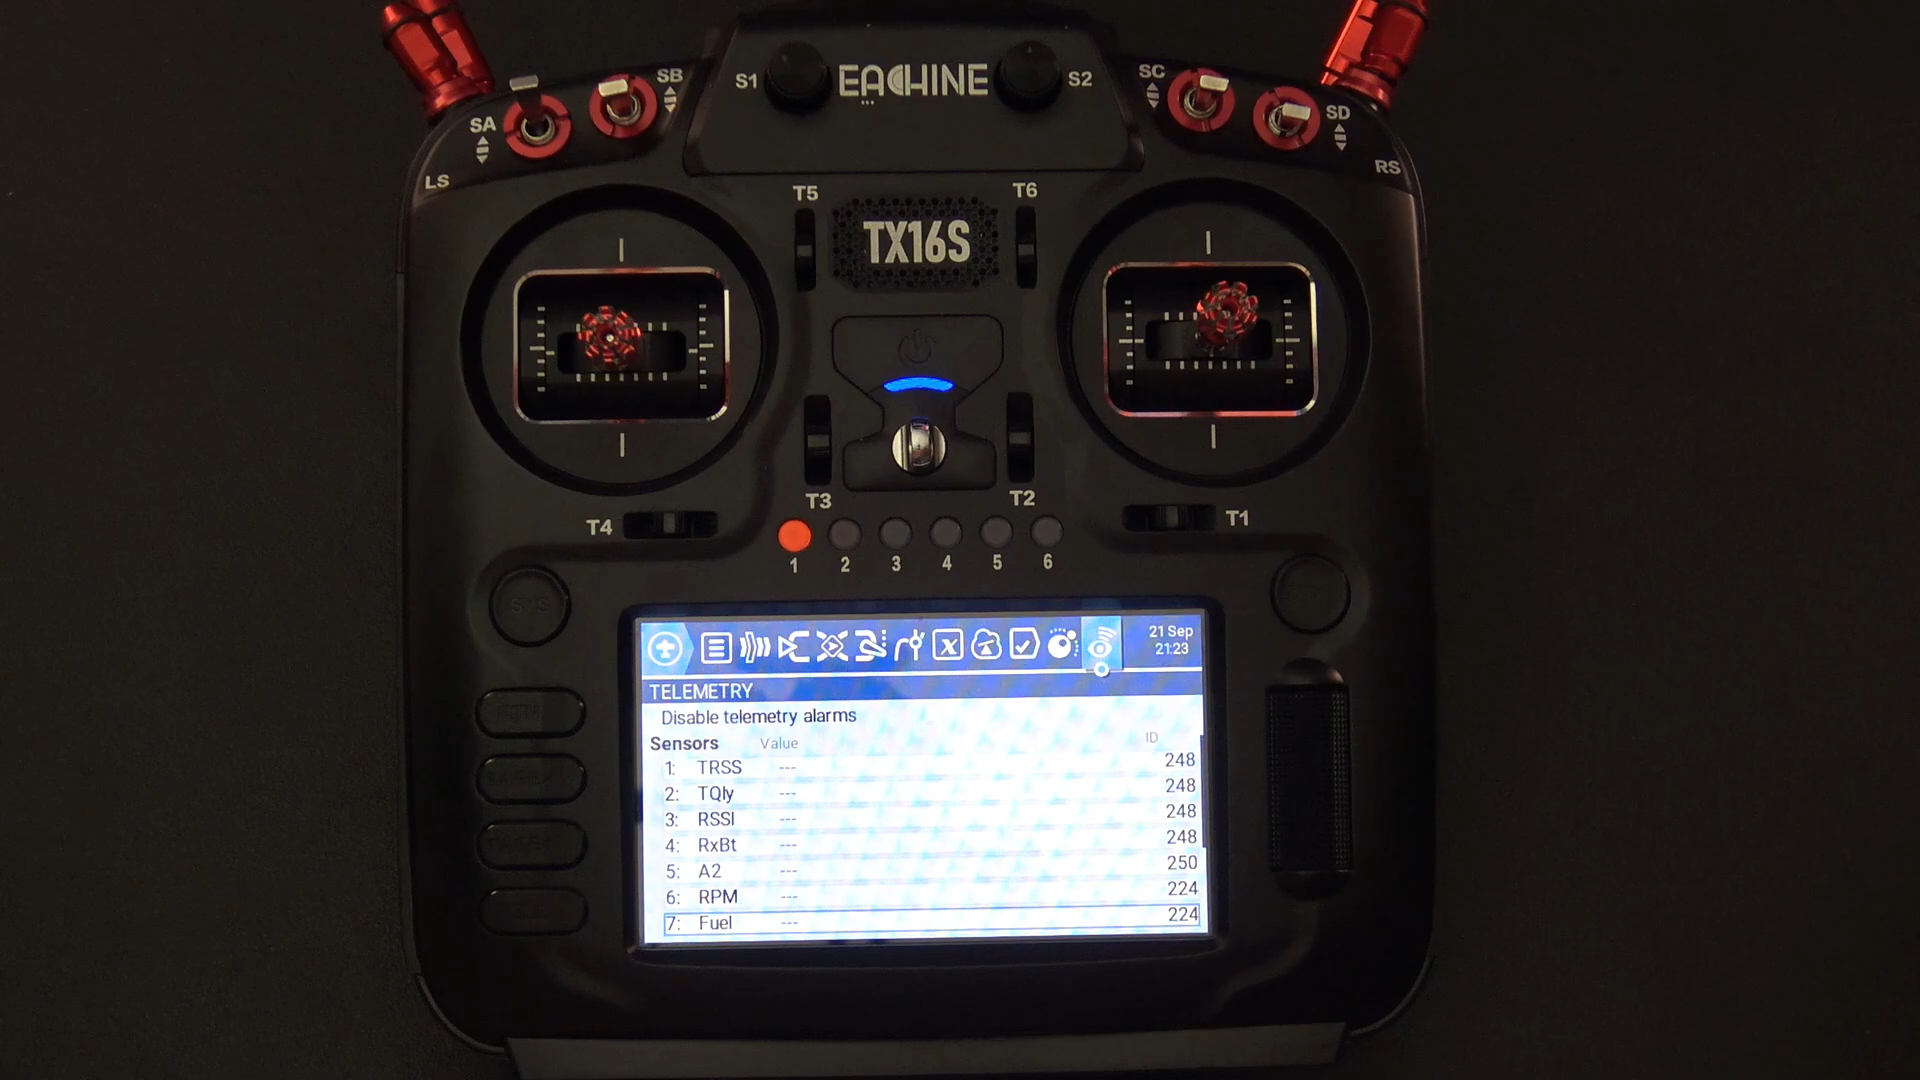 SB
S1
EACHINE
S2
SC
SA
SD
LS
RS
T5
T6
TX16S
T3
T2
T4
T1
1
2
3
4
5
6
SYS
21 Sep
21:23
TELEMETRY
Disable telemetry alarms
Sensors Value ID
1: TRSS --- 248
2: TQly --- 248
3: RSSI --- 248
4: RxBt --- 248
5: A2 --- 250
6: RPM --- 224
7: Fuel --- 224